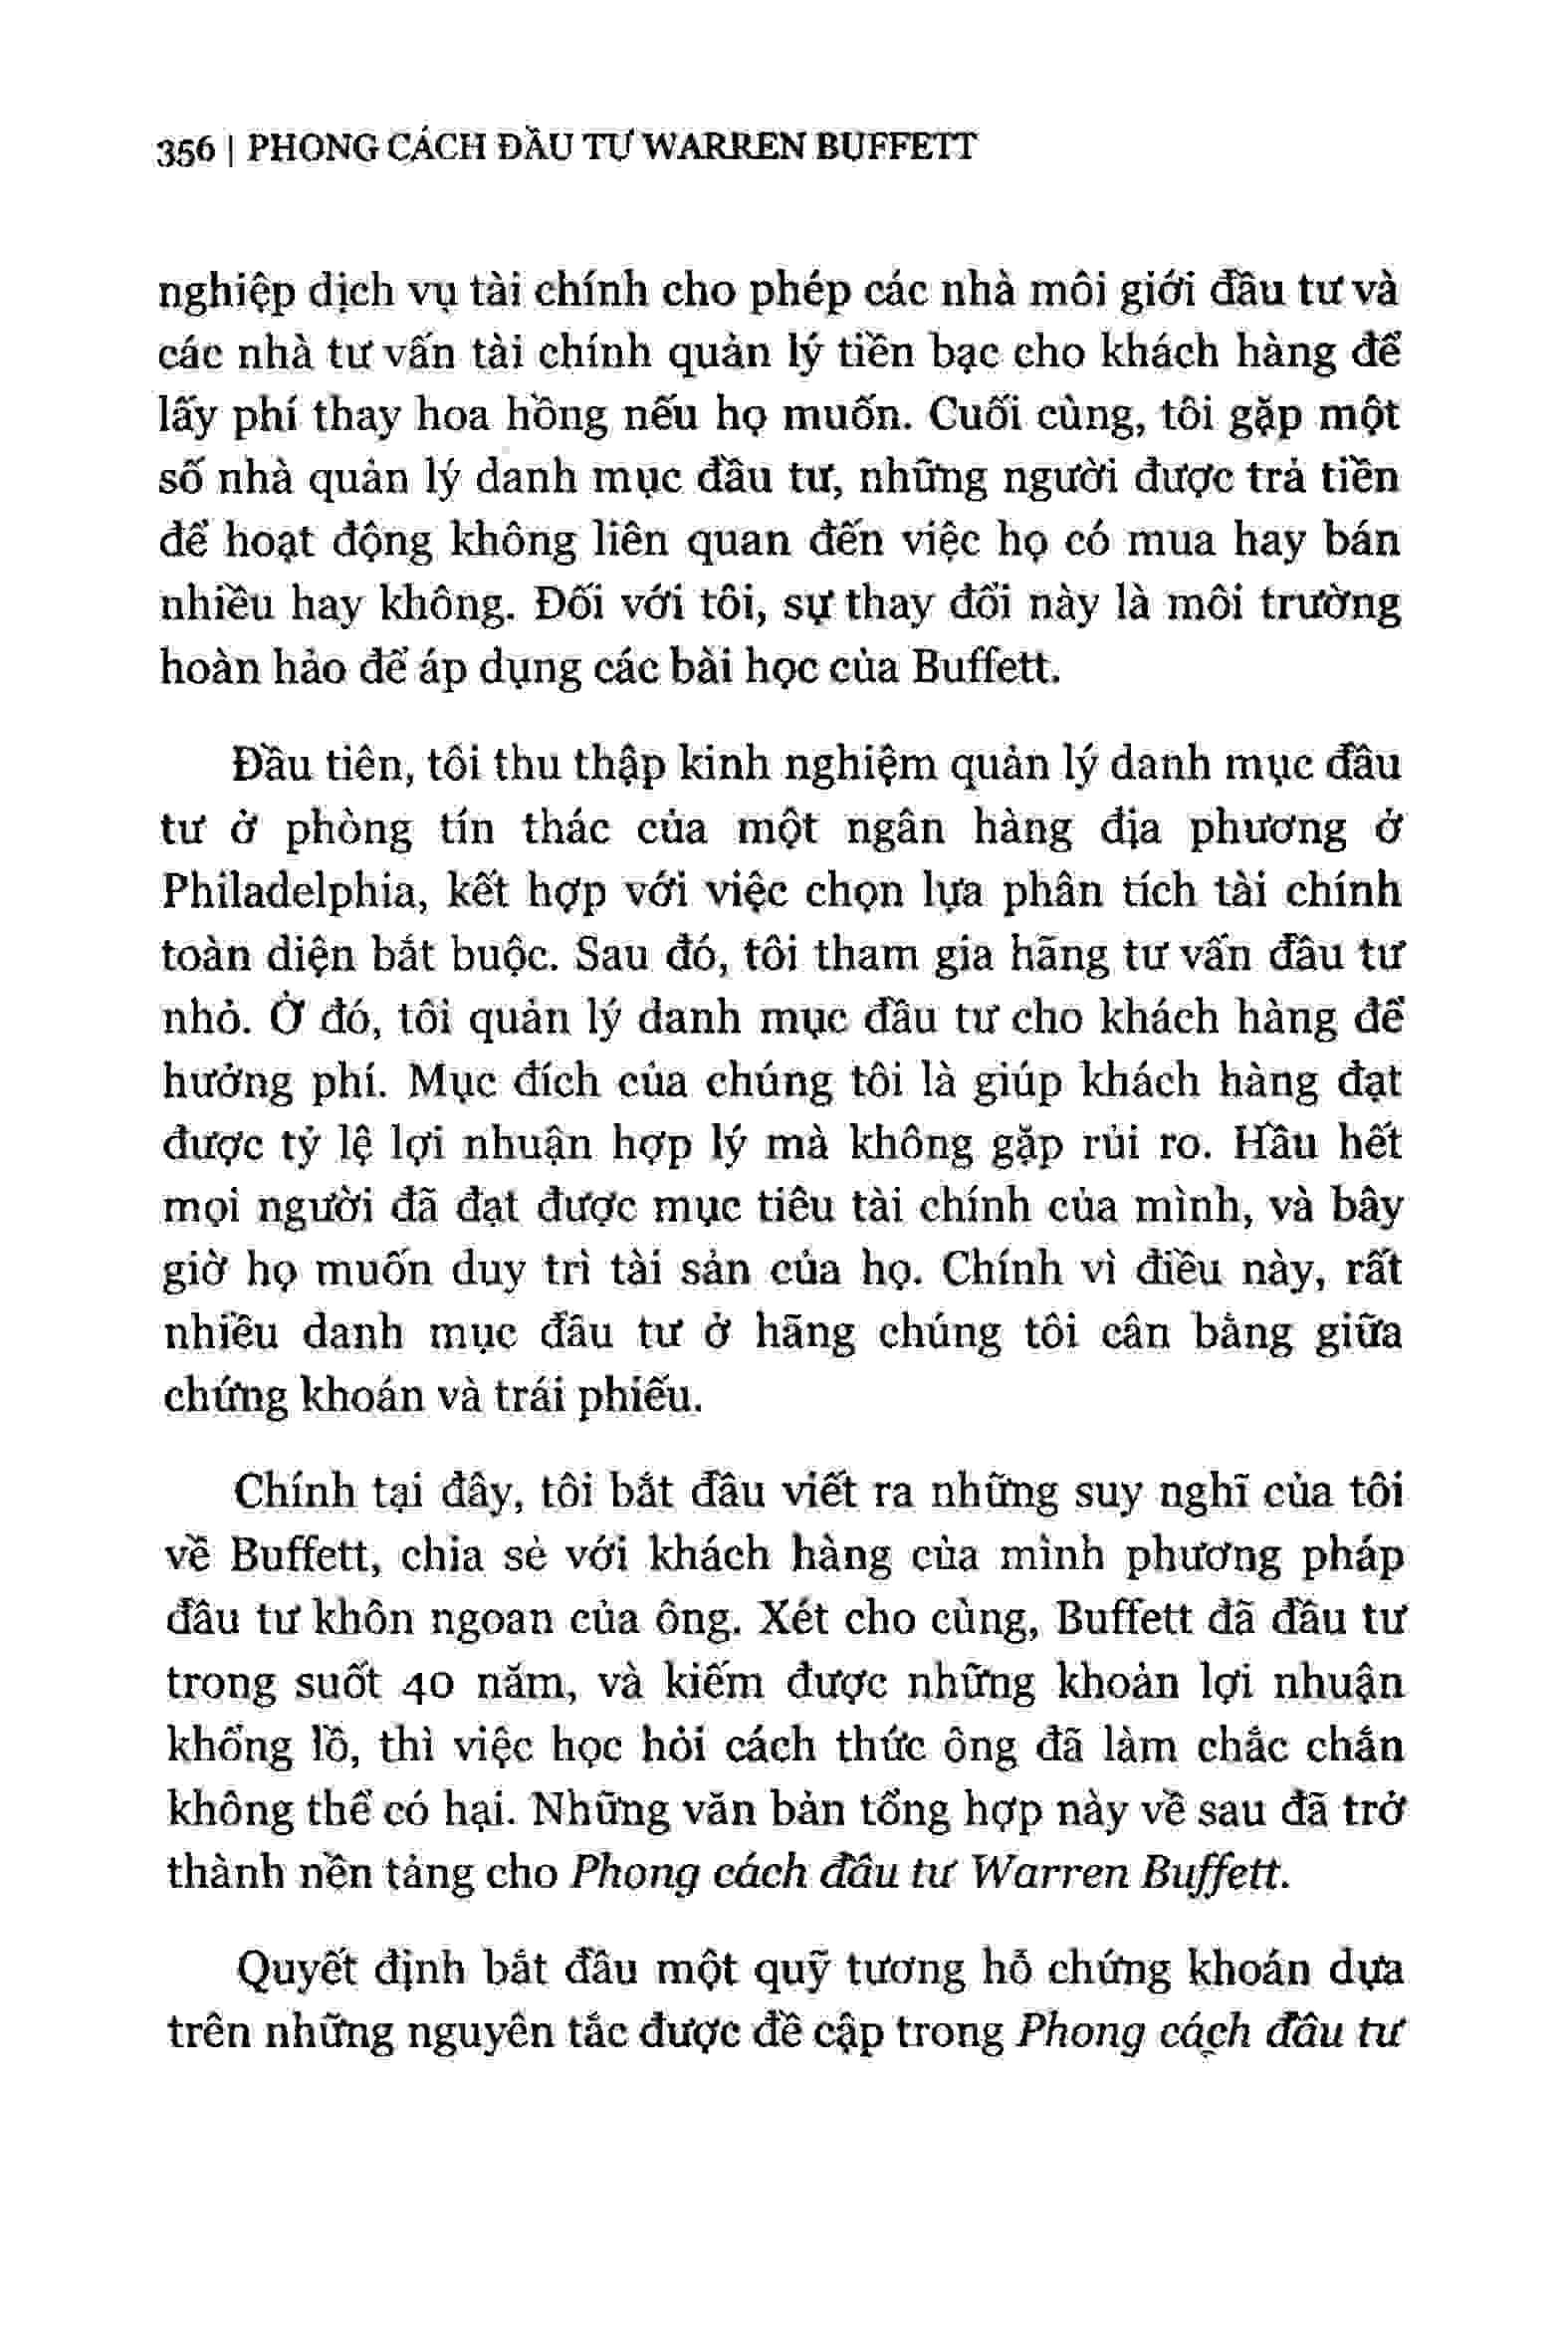 356 | PHONG CÁCH ĐẦU TƯ WARREN BUFFETT
nghiệp dịch vụ tài chính cho phép các nhà môi giới đầu tư và
các nhà tư vấn tài chính quản lý tiền bạc cho khách hàng để
lấy phí thay hoa hồng nếu họ muốn. Cuối cùng, tôi gặp một
số nhà quản lý danh mục đầu tư, những người được trả tiền
để hoạt động không liên quan đến việc họ có mua hay bán
nhiều hay không. Đối với tôi, sự thay đổi này là môi trường
hoàn hảo để áp dụng các bài học của Buffett.
Đầu tiên, tôi thu thập kinh nghiệm quản lý danh mục đầu
tư ở phòng tín thác của một ngân hàng địa phương ở
Philadelphia, kết hợp với việc chọn lựa phân tích tài chính
toàn diện bắt buộc. Sau đó, tôi tham gia hãng tư vấn đầu tư
nhỏ. Ở đó, tôi quản lý danh mục đầu tư cho khách hàng để
hưởng phí. Mục đích của chúng tôi là giúp khách hàng đạt
được tỷ lệ lợi nhuận hợp lý mà không gặp rủi ro. Hầu hết
mọi người đã đạt được mục tiêu tài chính của mình, và bây
giờ họ muốn duy trì tài sản của họ. Chính vì điều này, rất
nhiều danh mục đầu tư ở hãng chúng tôi cân bằng giữa
chứng khoán và trái phiếu.
Chính tại đây, tôi bắt đầu viết ra những suy nghĩ của tôi
về Buffett, chia sẻ với khách hàng của mình phương pháp
đầu tư khôn ngoan của ông. Xét cho cùng, Buffett đã đầu tư
trong suốt 40 năm, và kiếm được những khoản lợi nhuận
khổng lồ, thì việc học hỏi cách thức ông đã làm chắc chắn
không thể có hại. Những văn bản tổng hợp này về sau đã trở
thành nền tảng cho Phong cách đầu tư Warren Buffett.
Quyết định bắt đầu một quỹ tương hỗ chứng khoán dựa
trên những nguyên tắc được đề cập trong Phong cách đầu tư